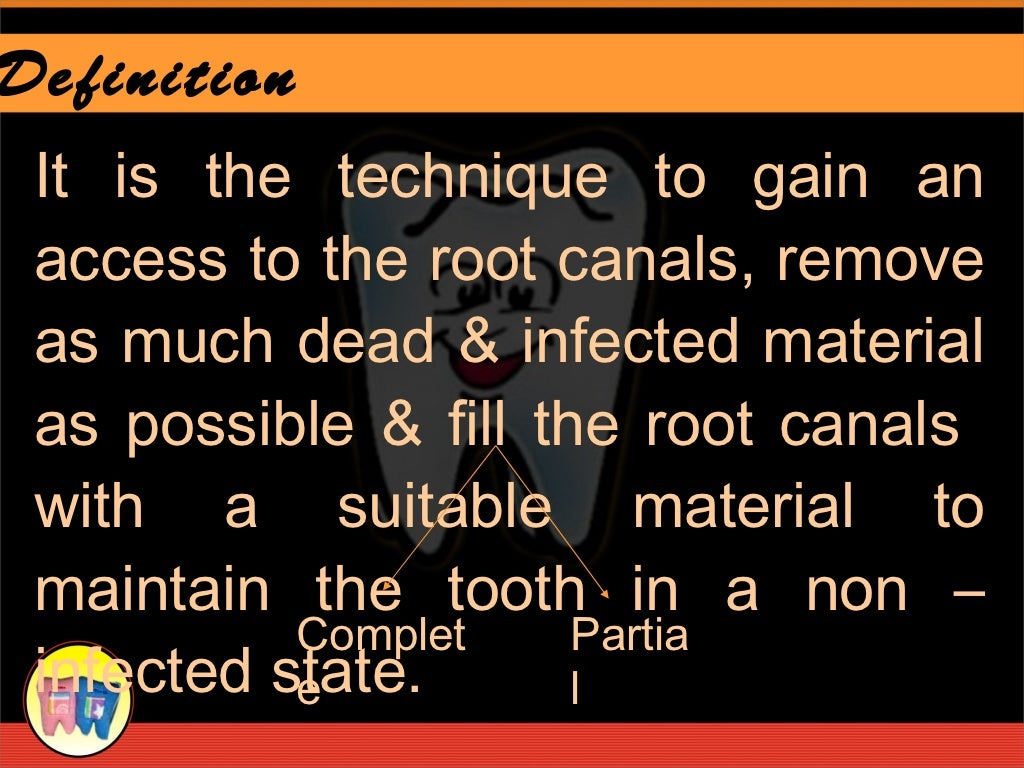 Definition
It is the technique to gain an
access to the root canals, remove
as much dead & infected material
as possible & fill the root canals
with a suitable material to
maintain the tooth in a non –
infected state.
Complet
e
Partia
l